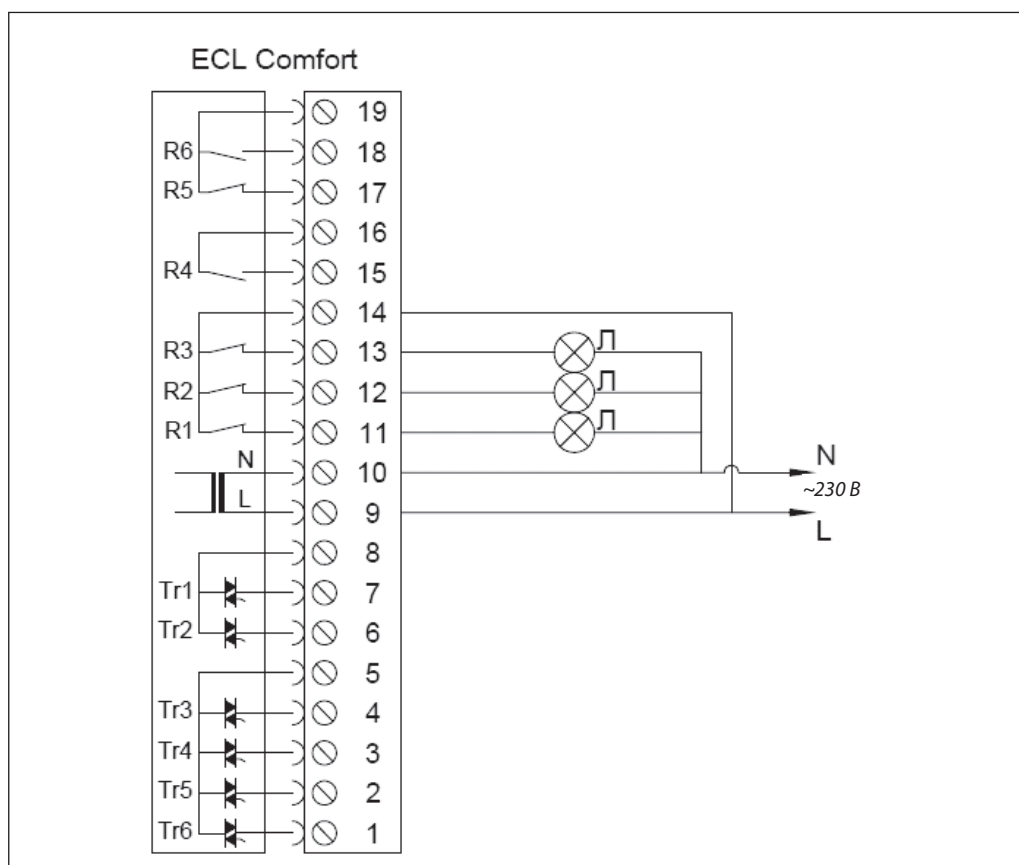 ECL Comfort
19
R6 18
R5 17
16
R4 15
14
R3 13
R2 12
R1 11
N 10 N
~230 В
L 9 L
8
Tr1 7
Tr2 6
5
Tr3 4
Tr4 3
Tr5 2
Tr6 1